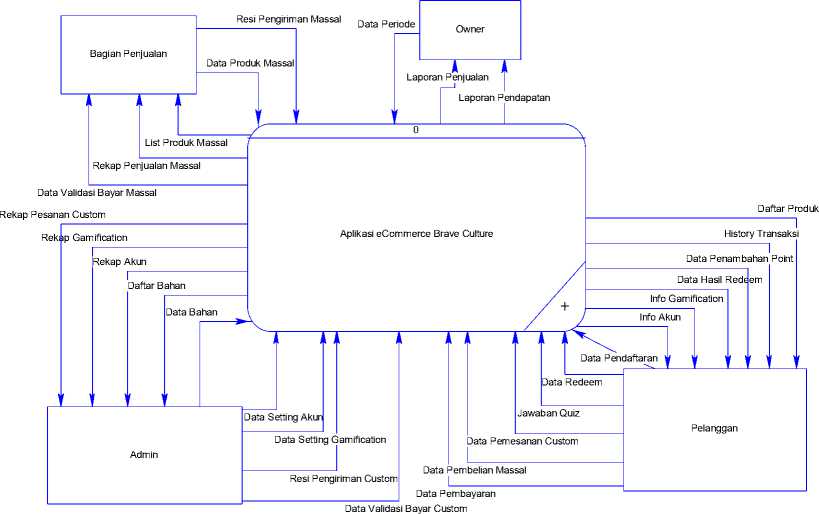 Resi Pengiriman Massal
Data Periode
Owner
Bagian Penjualan
Data Produk Massal
Laporan Penjualan
Laporan Pendapatan
0
List Produk Massal
Rekap Penjualan Massal
Data Validasi Bayar Massal
Rekap Pesanan Custom
Daftar Produk
Rekap Gamification
Aplikasi eCommerce Brave Culture
History Transaksi
Rekap Akun
Data Penambahan Point
Daftar Bahan
Data Hasil Redeem
Info Gamification
Data Bahan
+
Info Akun
Data Pendaftaran
Data Redeem
Data Setting Akun
Jawaban Quiz
Pelanggan
Data Setting Gamification
Data Pemesanan Custom
Admin
Data Pembelian Massal
Resi Pengiriman Custom
Data Pembayaran
Data Validasi Bayar Custom